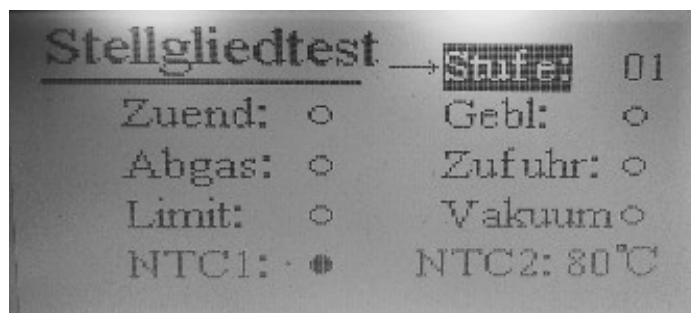 Stellgliedtest → Stufe: 01
Zuend: ○ Gebl: ○
Abgas: ○ Zufuhr: ○
Limit: ○ Vakuum ○
NTC1: ● NTC2: 80°C